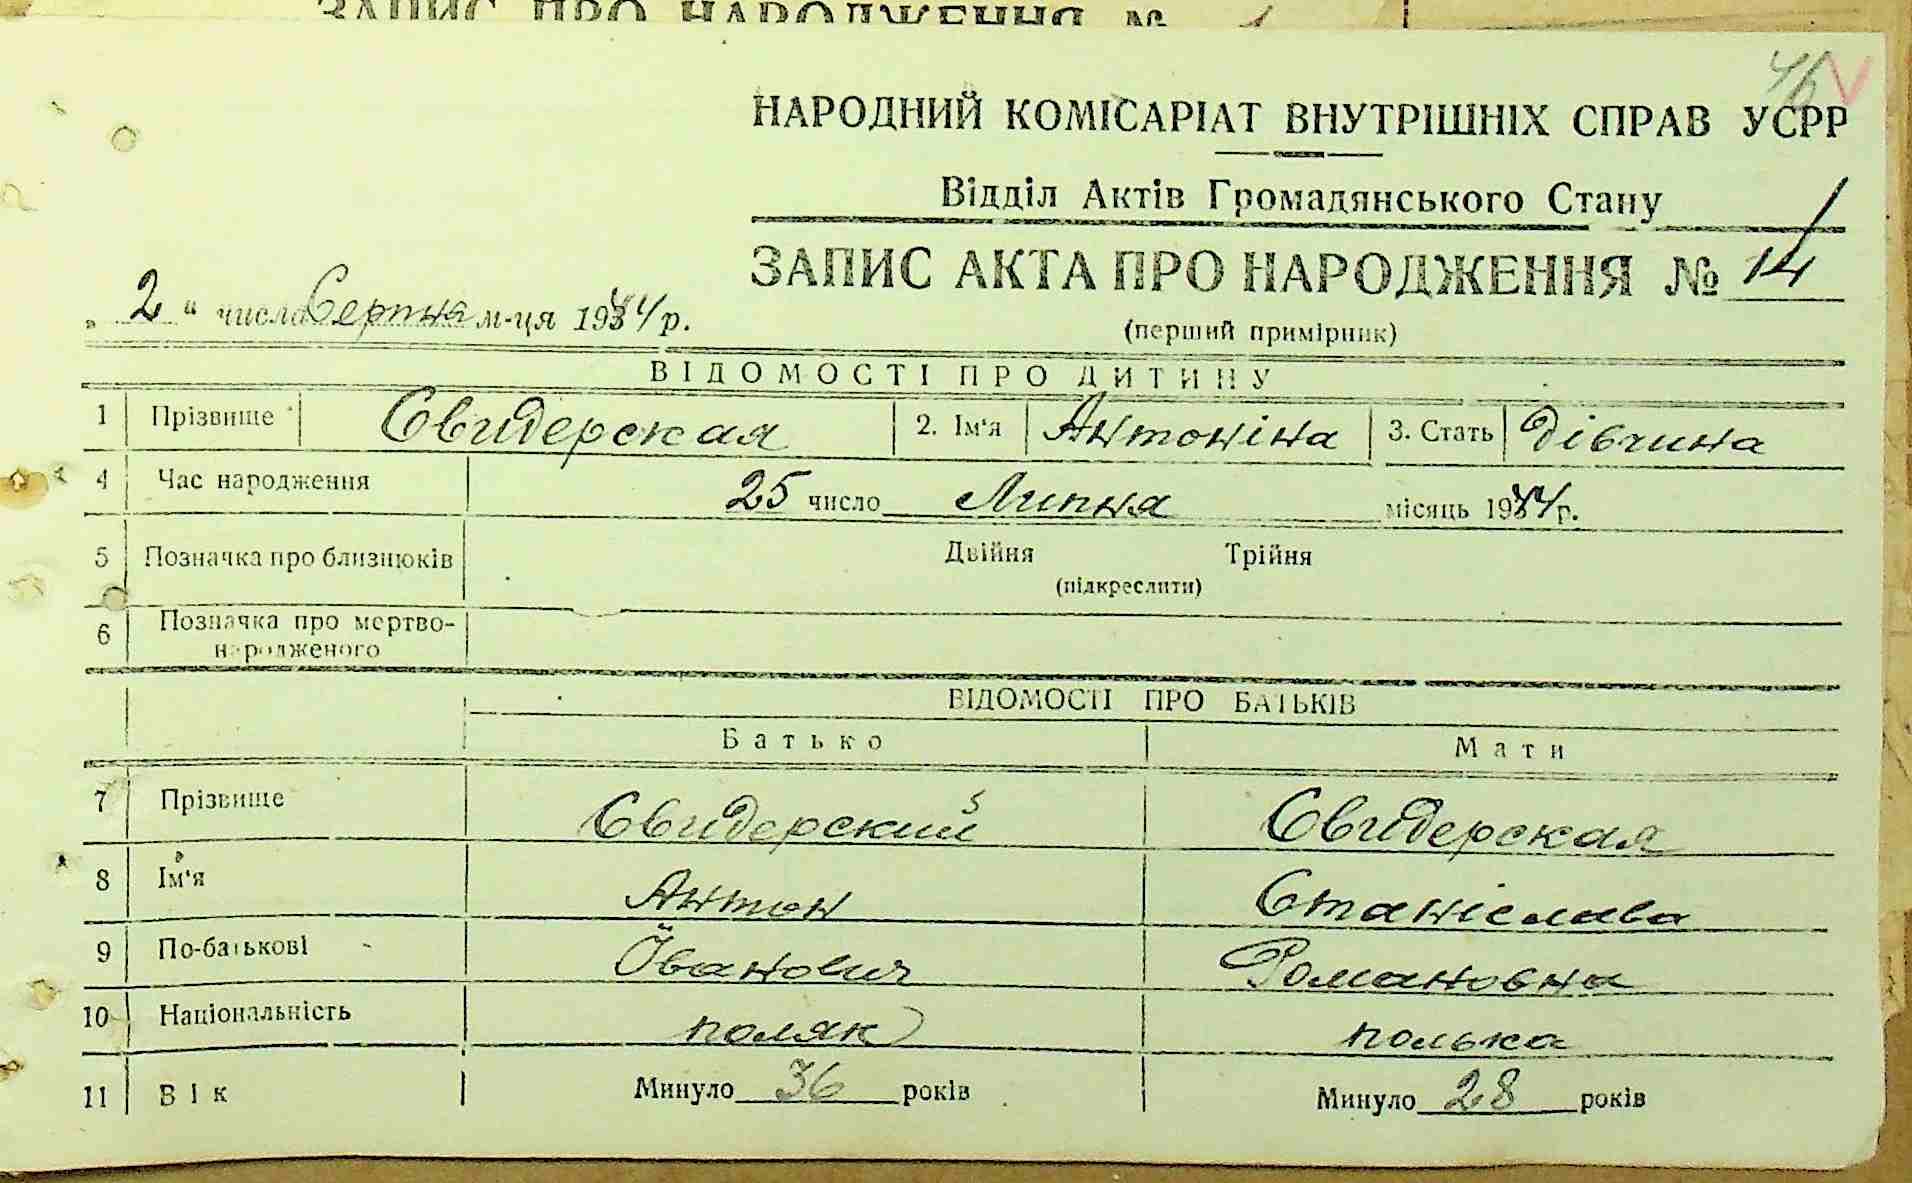 ЗАПИС ПРО НАРОДЖЕННЯ №
46
НАРОДНИЙ КОМІСАРІАТ ВНУТРІШНІХ СПРАВ УСРР
Відділ Актів Громадянського Стану
ЗАПИС АКТА ПРО НАРОДЖЕННЯ № 14
„ 2 “ числа Серпня м-ця 1944 р.
(перший примірник)
ВІДОМОСТІ ПРО ДИТИНУ
1 Прізвище Свидерская 2. Ім'я Антоніна 3. Стать Дівчина
4 Час народження 25 число Липня місяць 1944 р.
5 Позначка про близнюків Двійня Трійня
(підкреслити)
6 Позначка про мертво-
народженого
ВІДОМОСТІ ПРО БАТЬКІВ
Батько Мати
7 Прізвище Свидерский Свидерская
8 Ім'я Антон Станіслава
9 По-батькові Йванович Романовна
10 Національність поляк полька
11 Вік Минуло 36 років Минуло 28 років